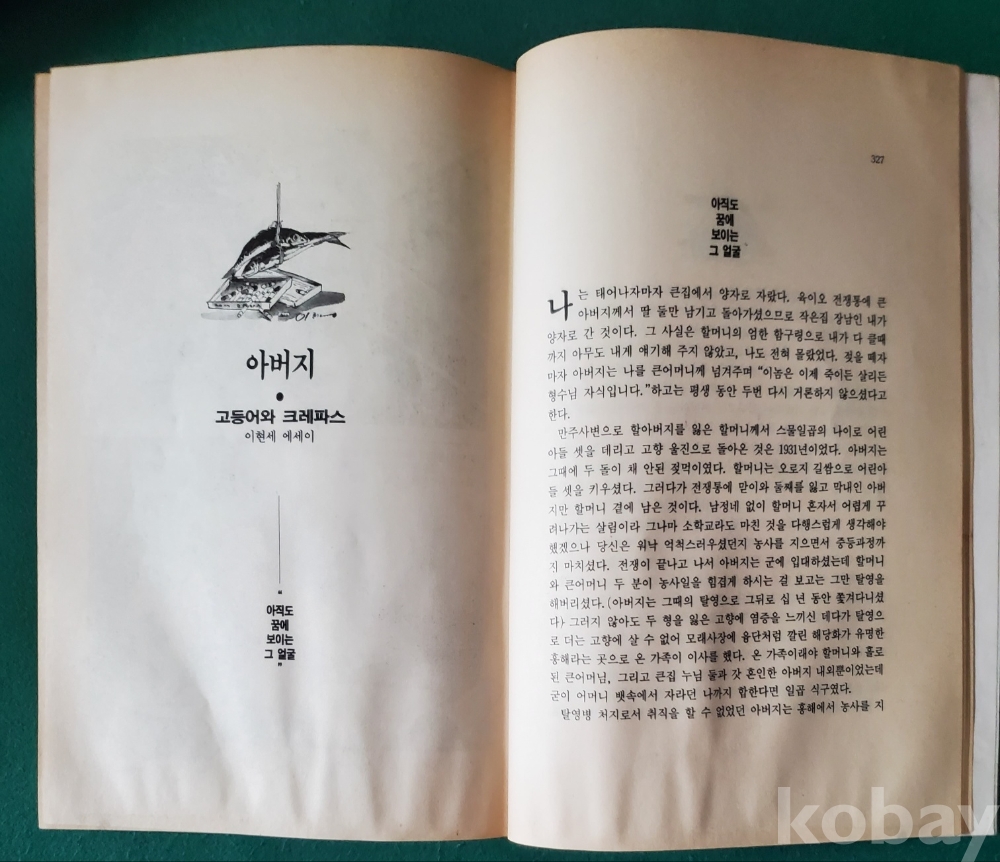 아버지
고등어와 크레파스
이현세 에세이
"
아직도
꿈에
보이는
그 얼굴
"
327
아직도
꿈에
보이는
그 얼굴
나는 태어나자마자 큰집에서 양자로 자랐다. 육이오 전쟁통에 큰
아버지께서 딸 둘만 남기고 돌아가셨으므로 작은집 장남인 내가
양자로 간 것이다. 그 사실은 할머니의 엄한 함구령으로 내가 다 클때
까지 아무도 내게 얘기해 주지 않았고, 나도 전혀 몰랐었다. 젖을 떼자
마자 아버지는 나를 큰어머니께 넘겨주며 "이놈은 이제 죽이든 살리든
형수님 자식입니다."하고는 평생 동안 두번 다시 거론하지 않으셨다고
한다.
만주사변으로 할아버지를 잃은 할머니께서 스물일곱의 나이로 어린
아들 셋을 데리고 고향 울진으로 돌아온 것은 1931년이었다. 아버지는
그때에 두 돌이 채 안된 젖먹이였다. 할머니는 오로지 길쌈으로 어린아
들 셋을 키우셨다. 그러다가 전쟁통에 맏이와 둘째를 잃고 막내인 아버
지만 할머니 곁에 남은 것이다. 남정네 없이 할머니 혼자서 어렵게 꾸
려나가는 살림이라 그나마 소학교라도 마친 것을 다행스럽게 생각해야
했겠으나 당신은 워낙 억척스러우셨던지 농사를 지으면서 중등과정까
지 마치셨다. 전쟁이 끝나고 나서 아버지는 군에 입대하셨는데 할머니
와 큰어머니 두 분이 농사일을 힘겹게 하시는 걸 보고는 그만 탈영을
해버리셨다.(아버지는 그때의 탈영으로 그뒤로 십 년 동안 쫓겨다니셨
다) 그러지 않아도 두 형을 잃은 고향에 염증을 느끼신 데다가 탈영으
로 더는 고향에 살 수 없어 모래사장에 융단처럼 깔린 해당화가 유명한
흥해라는 곳으로 온 가족이 이사를 했다. 온 가족이래야 할머니와 홀로
된 큰어머님, 그리고 큰집 누님 둘과 갓 혼인한 아버지 내외뿐이었는데
굳이 어머니 뱃속에서 자라던 나까지 합한다면 일곱 식구였다.
탈영병 처지로서 취직을 할 수 없었던 아버지는 흥해에서 농사를 지
kobay